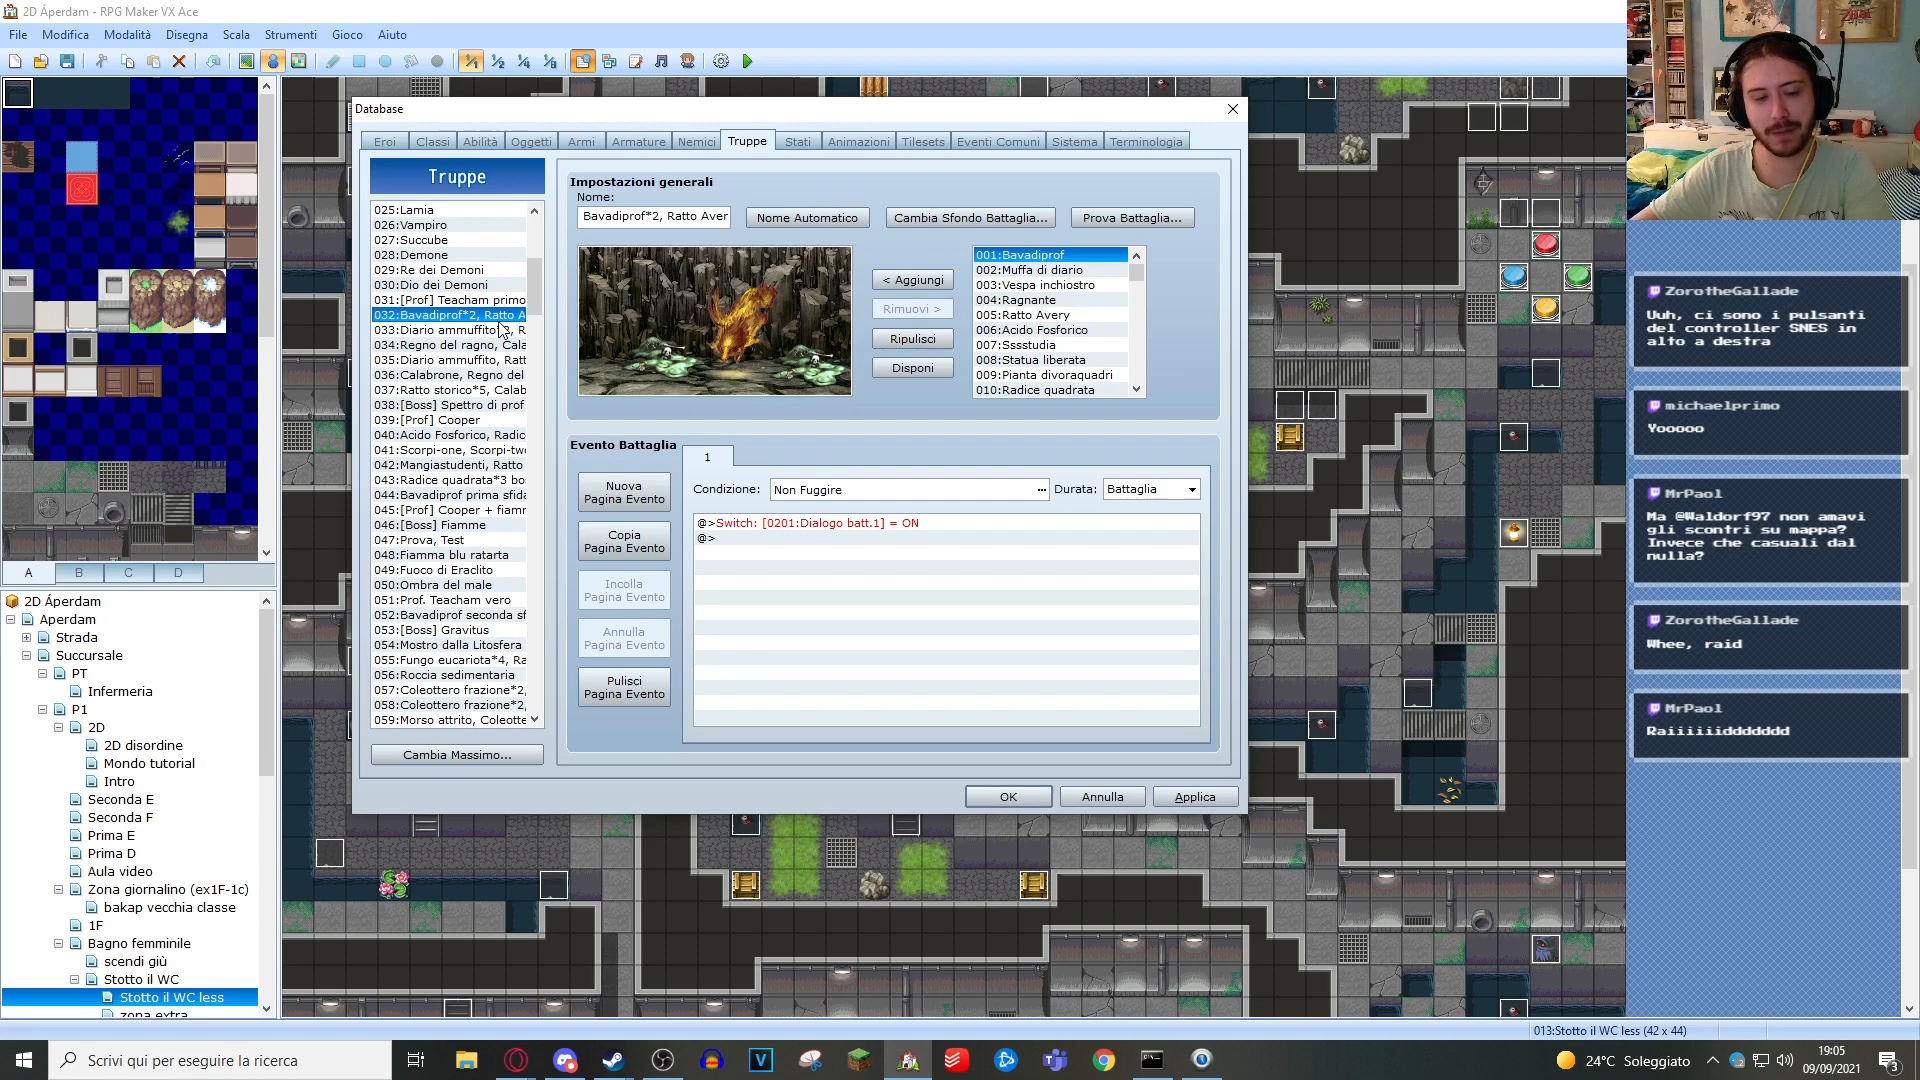 2D Áperdam - RPG Maker VX Ace
File Modifica Modalità Disegna Scala Strumenti Gioco Aiuto
Database
Eroi Classi Abilità Oggetti Armi Armature Nemici Truppe Stati Animazioni Tilesets Eventi Comuni Sistema Terminologia
Truppe
025:Lamia
026:Vampiro
027:Succube
028:Demone
029:Re dei Demoni
030:Dio dei Demoni
031:[Prof] Teacham primo
032:Bavadiprof*2, Ratto A
033:Diario ammuffito*3, R
034:Regno del ragno, Cala
035:Diario ammuffito, Ratt
036:Calabrone, Regno del
037:Ratto storico*5, Calab
038:[Boss] Spettro di prof
039:[Prof] Cooper
040:Acido Fosforico, Radic
041:Scorpi-one, Scorpi-two
042:Mangiastudenti, Ratto
043:Radice quadrata*3 bo
044:Bavadiprof prima sfida
045:[Prof] Cooper + fiamm
046:[Boss] Fiamme
047:Prova, Test
048:Fiamma blu ratarta
049:Fuoco di Eraclito
050:Ombra del male
051:Prof. Teacham vero
052:Bavadiprof seconda sf
053:[Boss] Gravitus
054:Mostro dalla Litosfera
055:Fungo eucariota*4, Ra
056:Roccia sedimentaria
057:Coleottero frazione*2,
058:Coleottero frazione*2,
059:Morso attrito, Coleotte
Cambia Massimo...
Impostazioni generali
Nome:
Bavadiprof*2, Ratto Aver
Nome Automatico
Cambia Sfondo Battaglia...
Prova Battaglia...
< Aggiungi
Rimuovi >
Ripulisci
Disponi
001:Bavadiprof
002:Muffa di diario
003:Vespa inchiostro
004:Ragnante
005:Ratto Avery
006:Acido Fosforico
007:Sssstudia
008:Statua liberata
009:Pianta divoraquadri
010:Radice quadrata
Evento Battaglia
1
Nuova
Pagina Evento
Copia
Pagina Evento
Incolla
Pagina Evento
Annulla
Pagina Evento
Pulisci
Pagina Evento
Condizione: Non Fuggire ... Durata: Battaglia
@>Switch: [0201:Dialogo batt.1] = ON
@>
OK Annulla Applica
A B C D
2D Áperdam
Aperdam
Strada
Succursale
PT
Infermeria
P1
2D
2D disordine
Mondo tutorial
Intro
Seconda E
Seconda F
Prima E
Prima D
Aula video
Zona giornalino (ex1F-1c)
bakap vecchia classe
1F
Bagno femminile
scendi giù
Stotto il WC
Stotto il WC less
zona extra
ZorotheGallade
Uuh, ci sono i pulsanti
del controller SNES in
alto a destra
michaelprimo
Yooooo
MrPaol
Ma @Waldorf97 non amavi
gli scontri su mappa?
Invece che casuali dal
nulla?
ZorotheGallade
Whee, raid
MrPaol
Raiiiiiiddddddd
013:Stotto il WC less (42 x 44)
Scrivi qui per eseguire la ricerca
24°C Soleggiato
19:05
09/09/2021
3